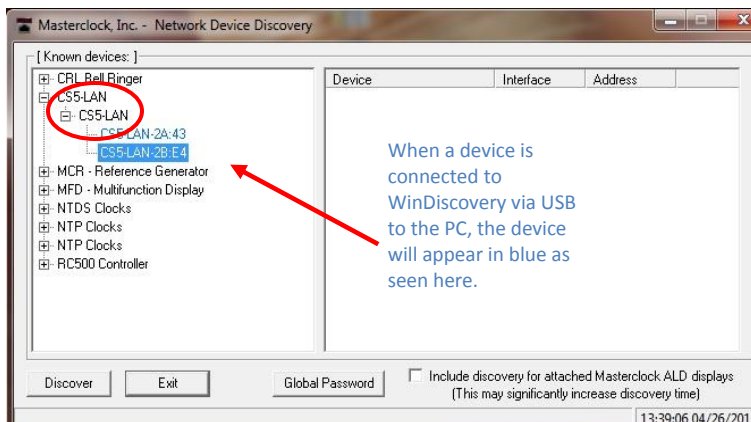 Masterclock, Inc. - Network Device Discovery
[ Known devices: ]
CRL Bell Ringer
CS5-LAN
CS5-LAN
CS5-LAN-2A:43
CS5-LAN-2B:E4
MCR - Reference Generator
MFD - Multifunction Display
NTDS Clocks
NTP Clocks
NTP Clocks
RC500 Controller
Device Interface Address
When a device is
connected to
WinDiscovery via USB
to the PC, the device
will appear in blue as
seen here.
Discover Exit Global Password
Include discovery for attached Masterclock ALD displays
(This may significantly increase discovery time)
13:39:06